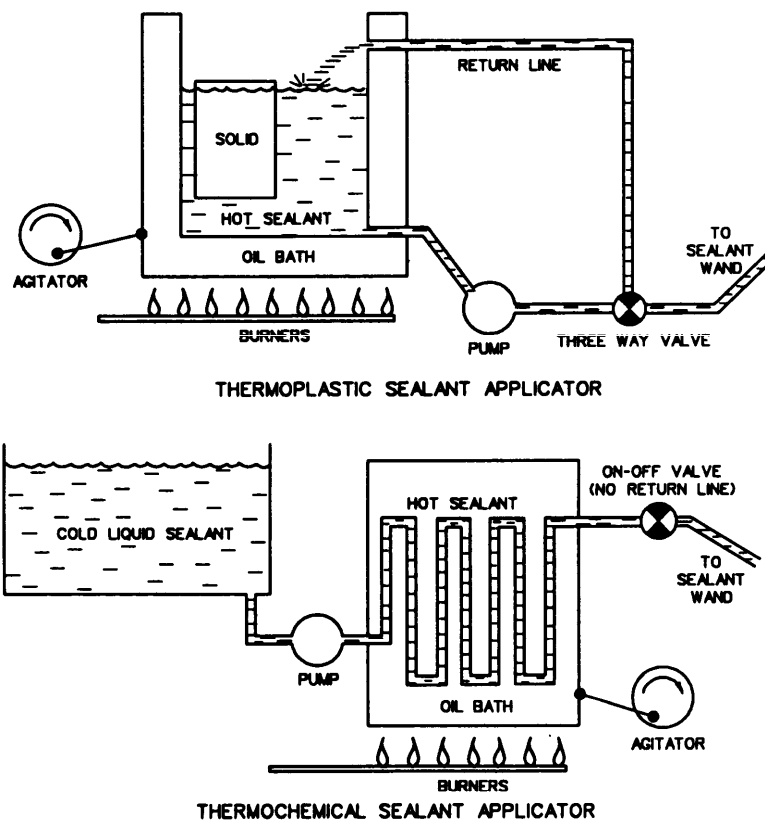 RETURN LINE
SOLID
HOT SEALANT
TO
SEALANT
WAND
AGITATOR
OIL BATH
BURNERS
PUMP
THREE WAY VALVE
THERMOPLASTIC SEALANT APPLICATOR
ON-OFF VALVE
(NO RETURN LINE)
HOT SEALANT
COLD LIQUID SEALANT
TO
SEALANT
WAND
PUMP
OIL BATH
AGITATOR
BURNERS
THERMOCHEMICAL SEALANT APPLICATOR